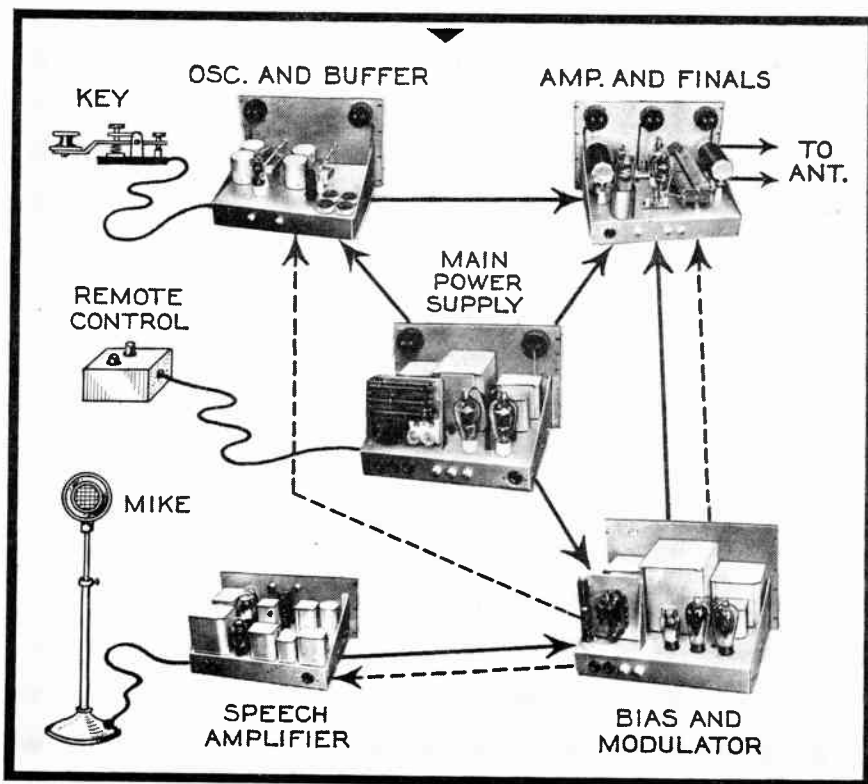 OSC. AND BUFFER
AMP. AND FINALS
KEY
TO
ANT.
MAIN
POWER
SUPPLY
REMOTE
CONTROL
MIKE
SPEECH
AMPLIFIER
BIAS AND
MODULATOR